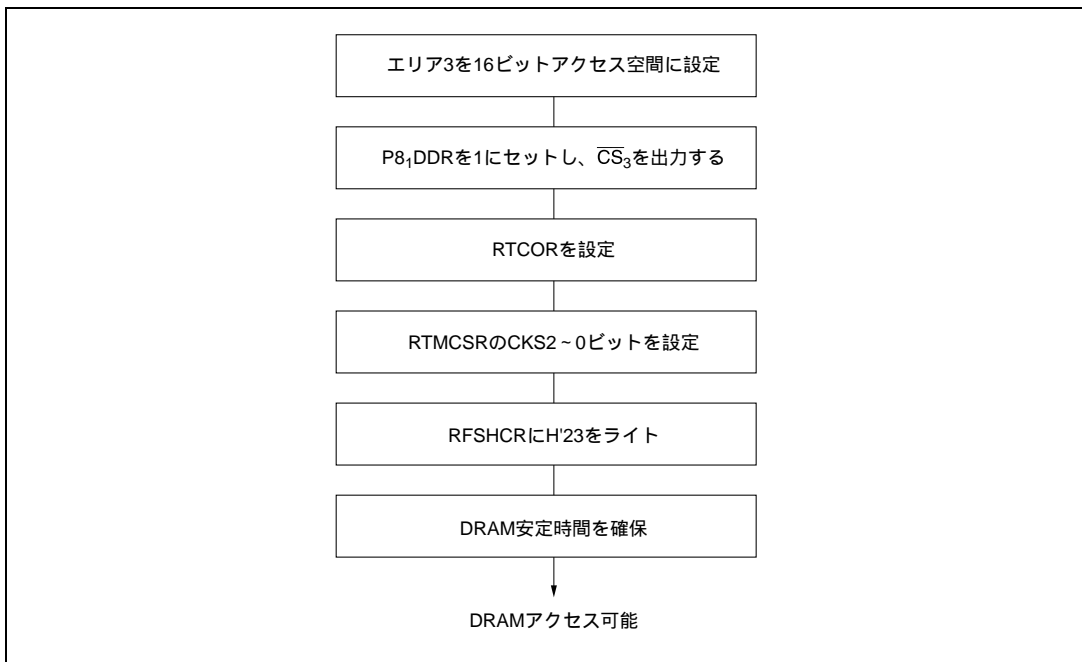 エリア3を16ビットアクセス空間に設定
P8₁DDRを1にセットし、C̅S̅₃を出力する
RTCORを設定
RTMCSRのCKS2~0ビットを設定
RFSHCRにH'23をライト
DRAM安定時間を確保
DRAMアクセス可能